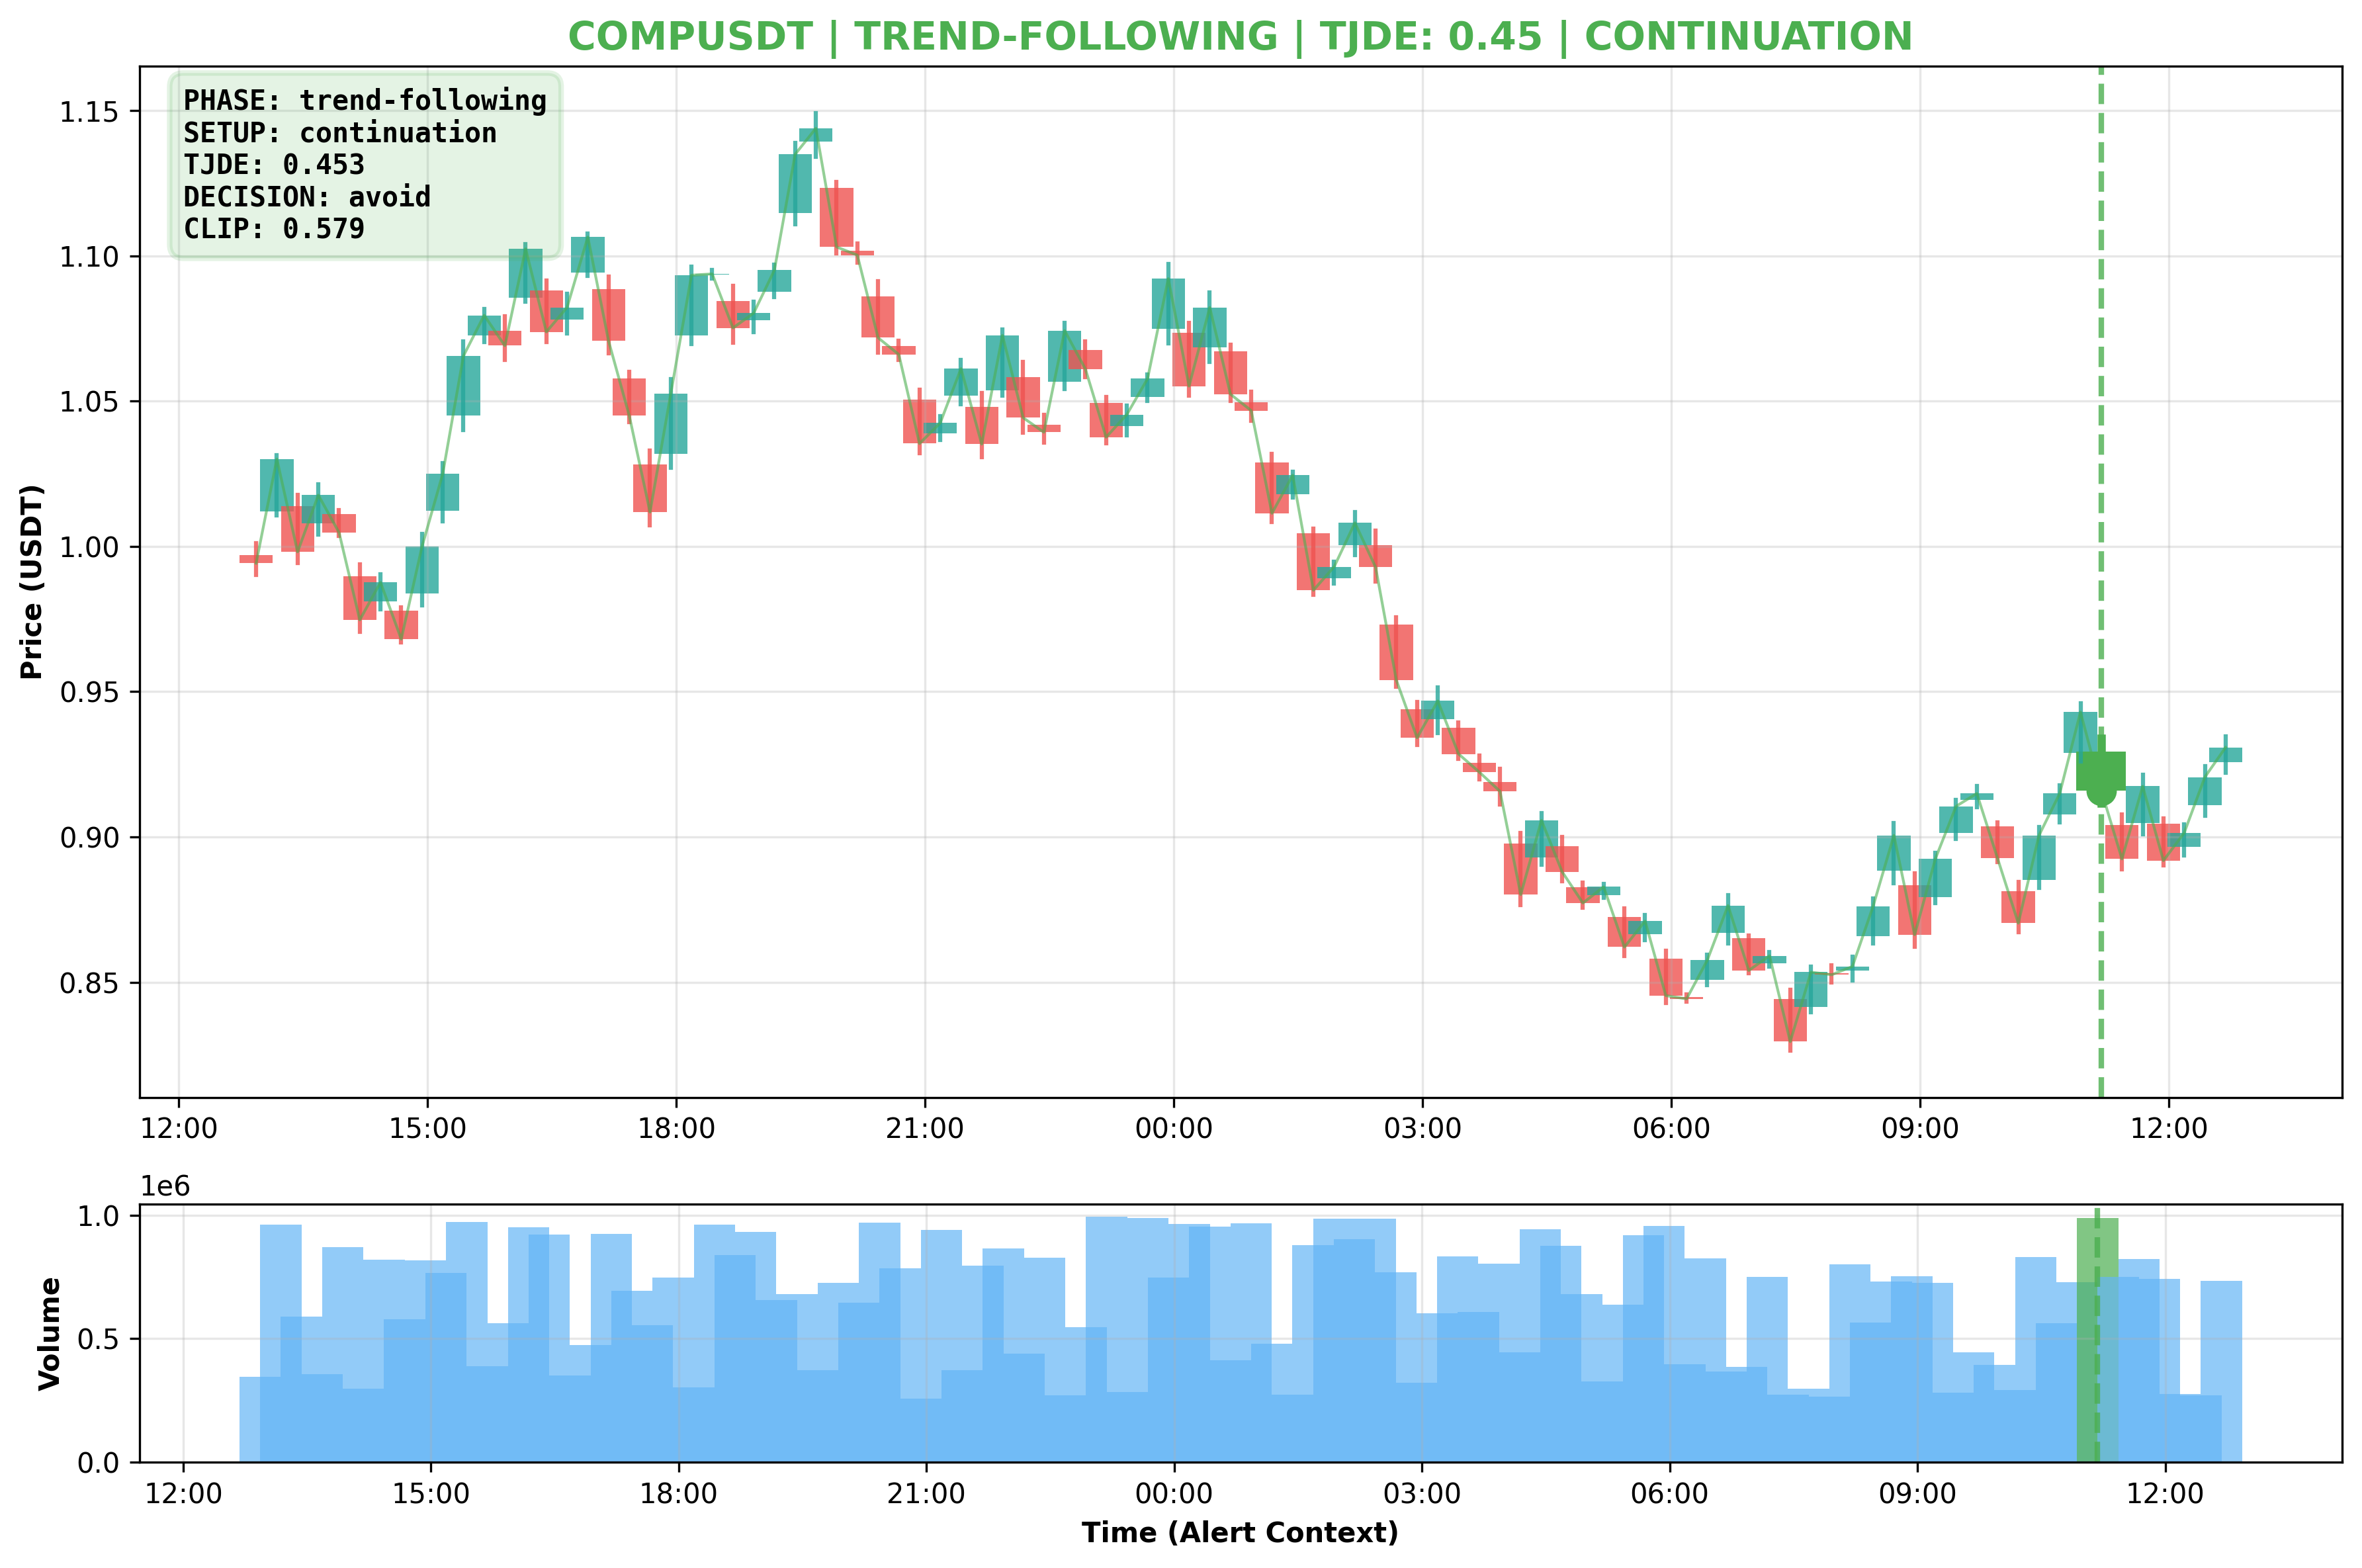 COMPUSDT | TREND-FOLLOWING | TJDE: 0.45 | CONTINUATION
PHASE: trend-following
SETUP: continuation
TJDE: 0.453
DECISION: avoid
CLIP: 0.579
Price (USDT)
1.15
1.10
1.05
1.00
0.95
0.90
0.85
12:00 15:00 18:00 21:00 00:00 03:00 06:00 09:00 12:00
1e6
Volume
1.0
0.5
0.0
12:00 15:00 18:00 21:00 00:00 03:00 06:00 09:00 12:00
Time (Alert Context)